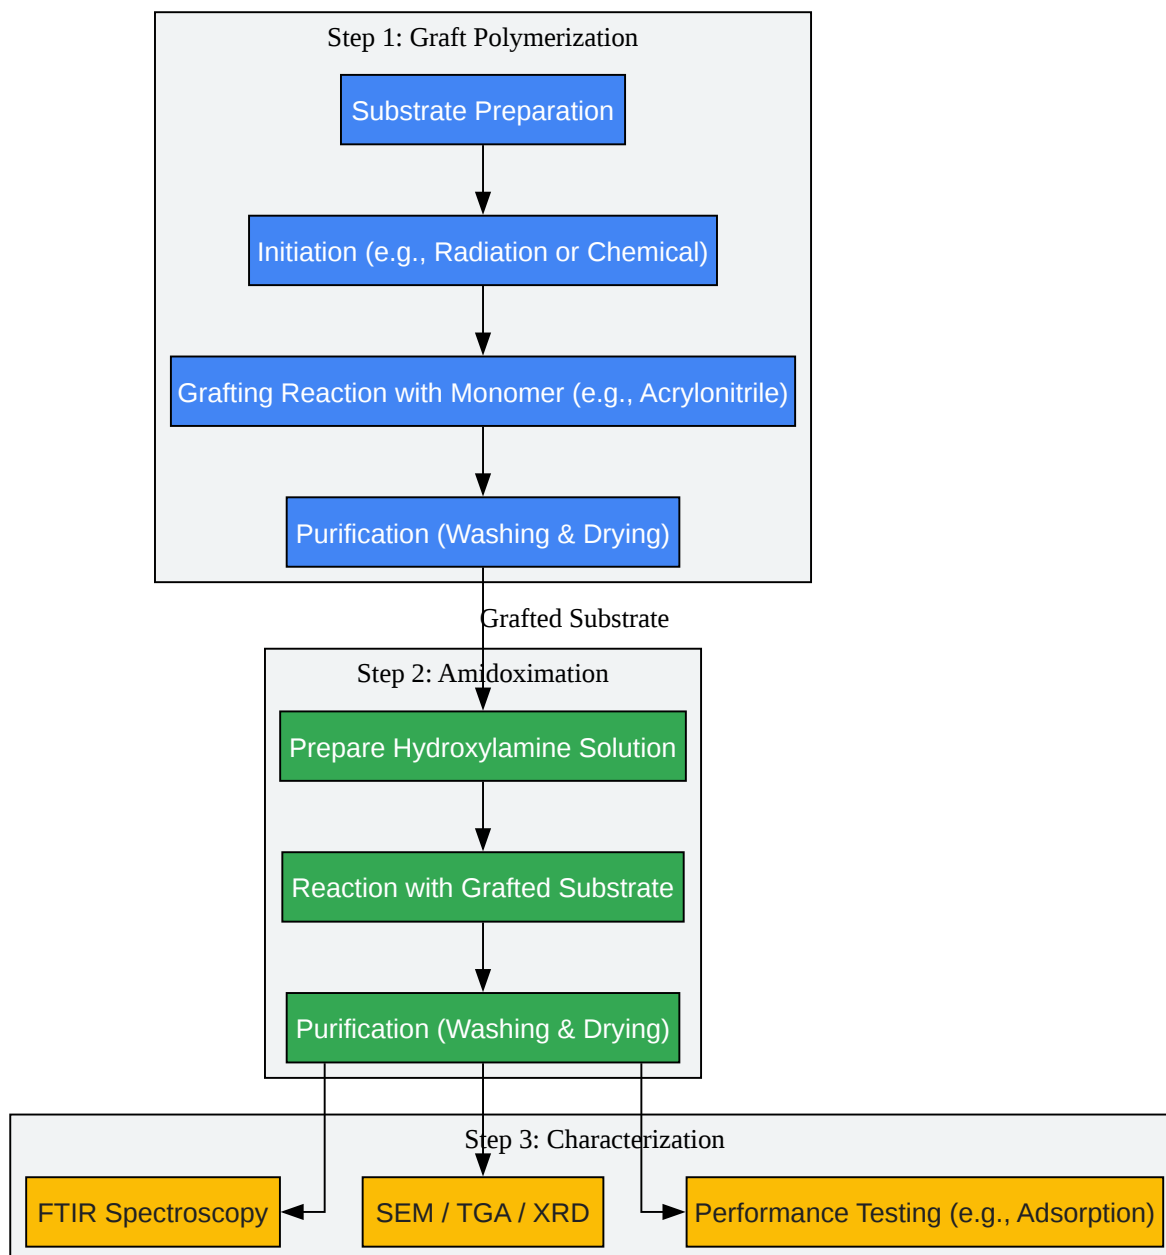 Step 1: Graft Polymerization
Substrate Preparation
Initiation (e.g., Radiation or Chemical)
Grafting Reaction with Monomer (e.g., Acrylonitrile)
Purification (Washing & Drying)
Grafted Substrate
Step 2: Amidoximation
Prepare Hydroxylamine Solution
Reaction with Grafted Substrate
Purification (Washing & Drying)
Step 3: Characterization
FTIR Spectroscopy
SEM / TGA / XRD
Performance Testing (e.g., Adsorption)